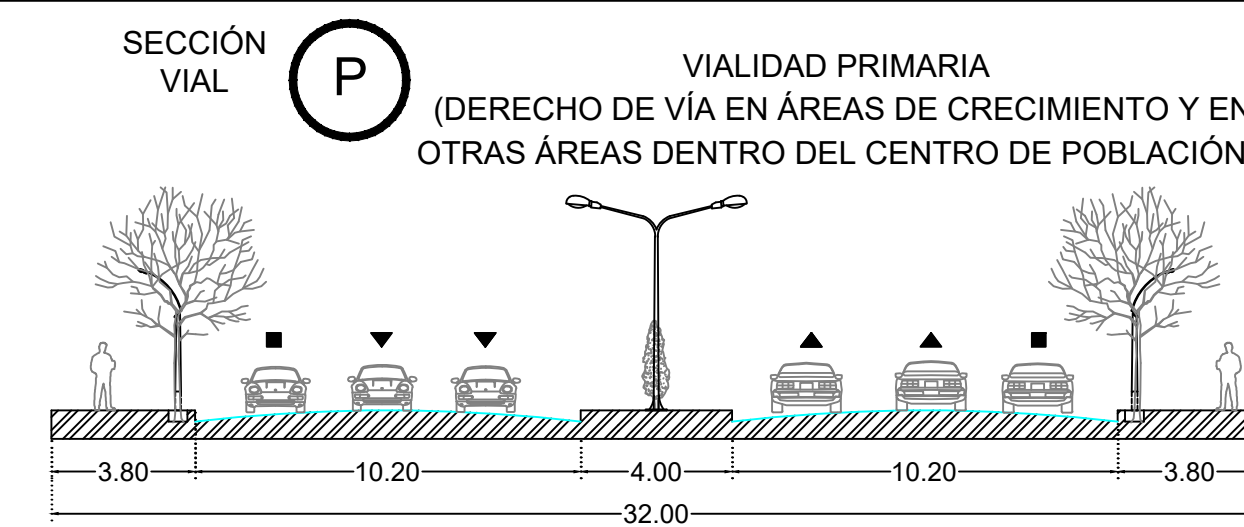 SECCIÓN
VIAL
P
VIALIDAD PRIMARIA
(DERECHO DE VÍA EN ÁREAS DE CRECIMIENTO Y EN
OTRAS ÁREAS DENTRO DEL CENTRO DE POBLACIÓN
3.80 10.20 4.00 10.20 3.80
32.00